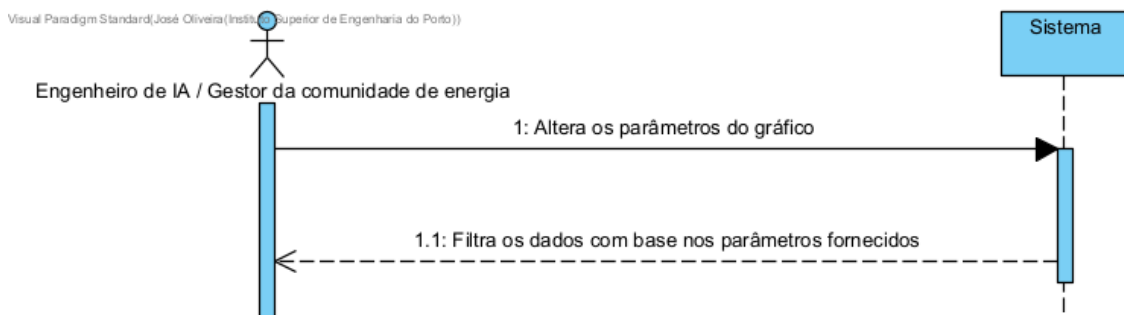 Visual Paradigm Standard(José Oliveira(Instituto Superior de Engenharia do Porto))
Sistema
Engenheiro de IA / Gestor da comunidade de energia
1: Altera os parâmetros do gráfico
1.1: Filtra os dados com base nos parâmetros fornecidos